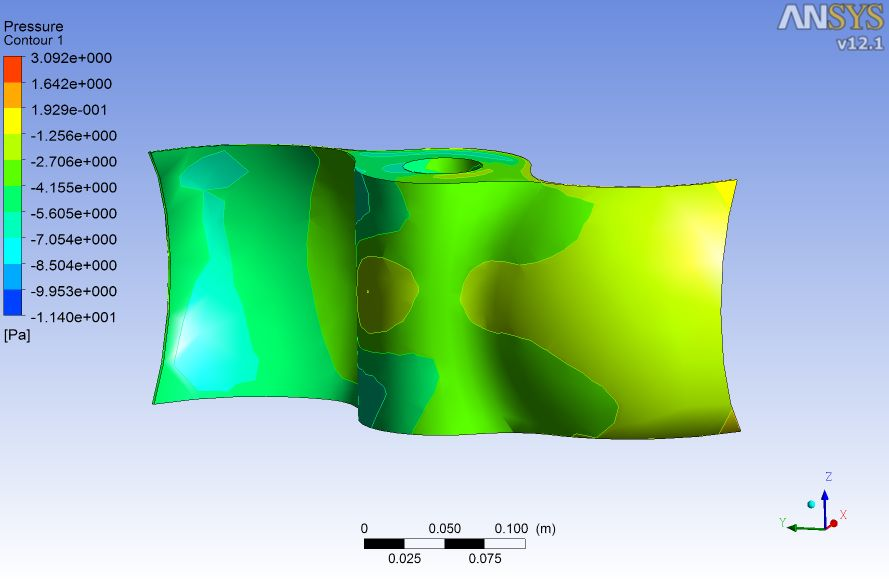 Pressure
Contour 1
3.092e+000
1.642e+000
1.929e-001
-1.256e+000
-2.706e+000
-4.155e+000
-5.605e+000
-7.054e+000
-8.504e+000
-9.953e+000
-1.140e+001
[Pa]
ANSYS
v12.1
0 0.050 0.100 (m)
0.025 0.075
Z
Y X